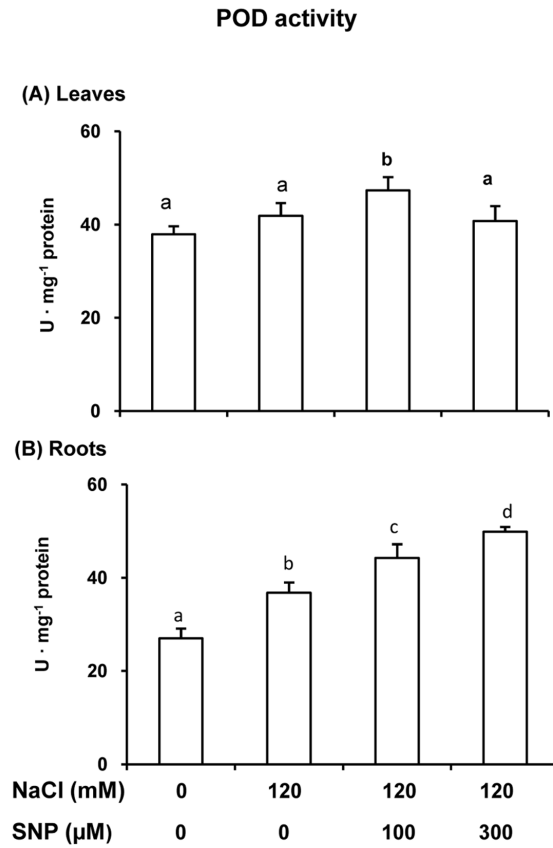 POD activity
(A) Leaves
60
40
20
0
U · mg⁻¹ protein
a
a
b
a
(B) Roots
60
40
20
0
U · mg⁻¹ protein
a
b
c
d
NaCl (mM) 0 120 120 120
SNP (µM) 0 0 100 300